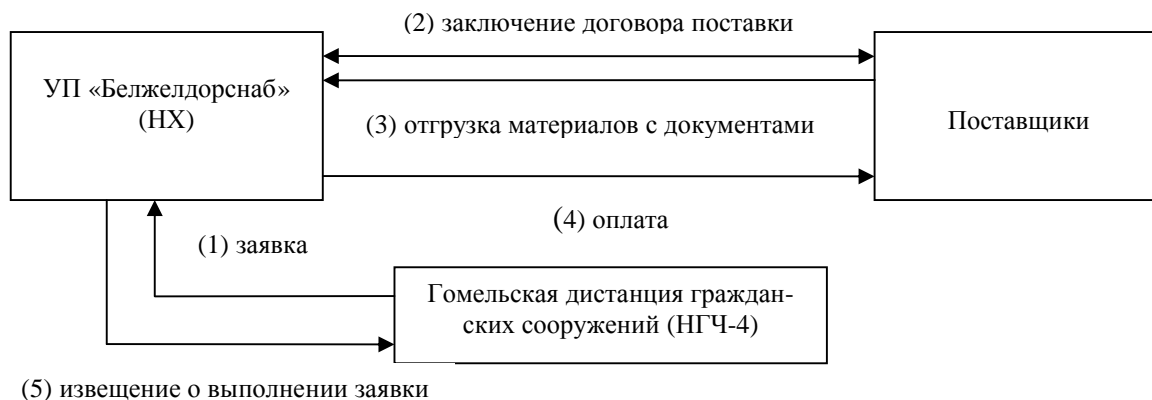 (2) заключение договора поставки
УП «Белжелдорснаб»
(НХ)
Поставщики
(3) отгрузка материалов с документами
(4) оплата
(1) заявка
Гомельская дистанция граждан-
ских сооружений (НГЧ-4)
(5) извещение о выполнении заявки